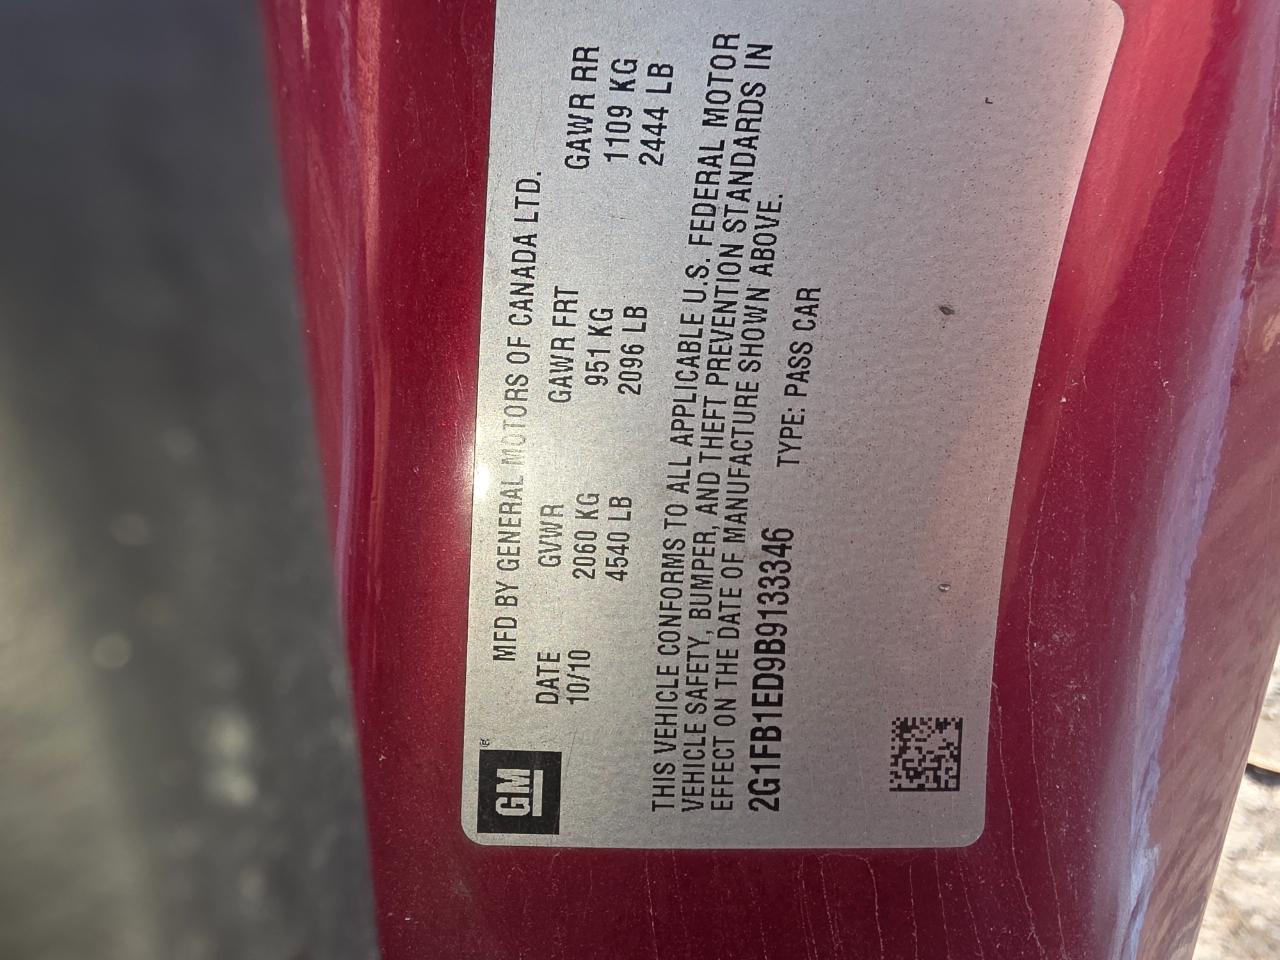 GM®
MFD BY GENERAL MOTORS OF CANADA LTD.
DATE GVWR GAWR FRT GAWR RR
10/10 2060 KG 951 KG 1109 KG
4540 LB 2096 LB 2444 LB
THIS VEHICLE CONFORMS TO ALL APPLICABLE U.S. FEDERAL MOTOR
VEHICLE SAFETY, BUMPER, AND THEFT PREVENTION STANDARDS IN
EFFECT ON THE DATE OF MANUFACTURE SHOWN ABOVE.
2G1FB1ED9B9133346 TYPE: PASS CAR